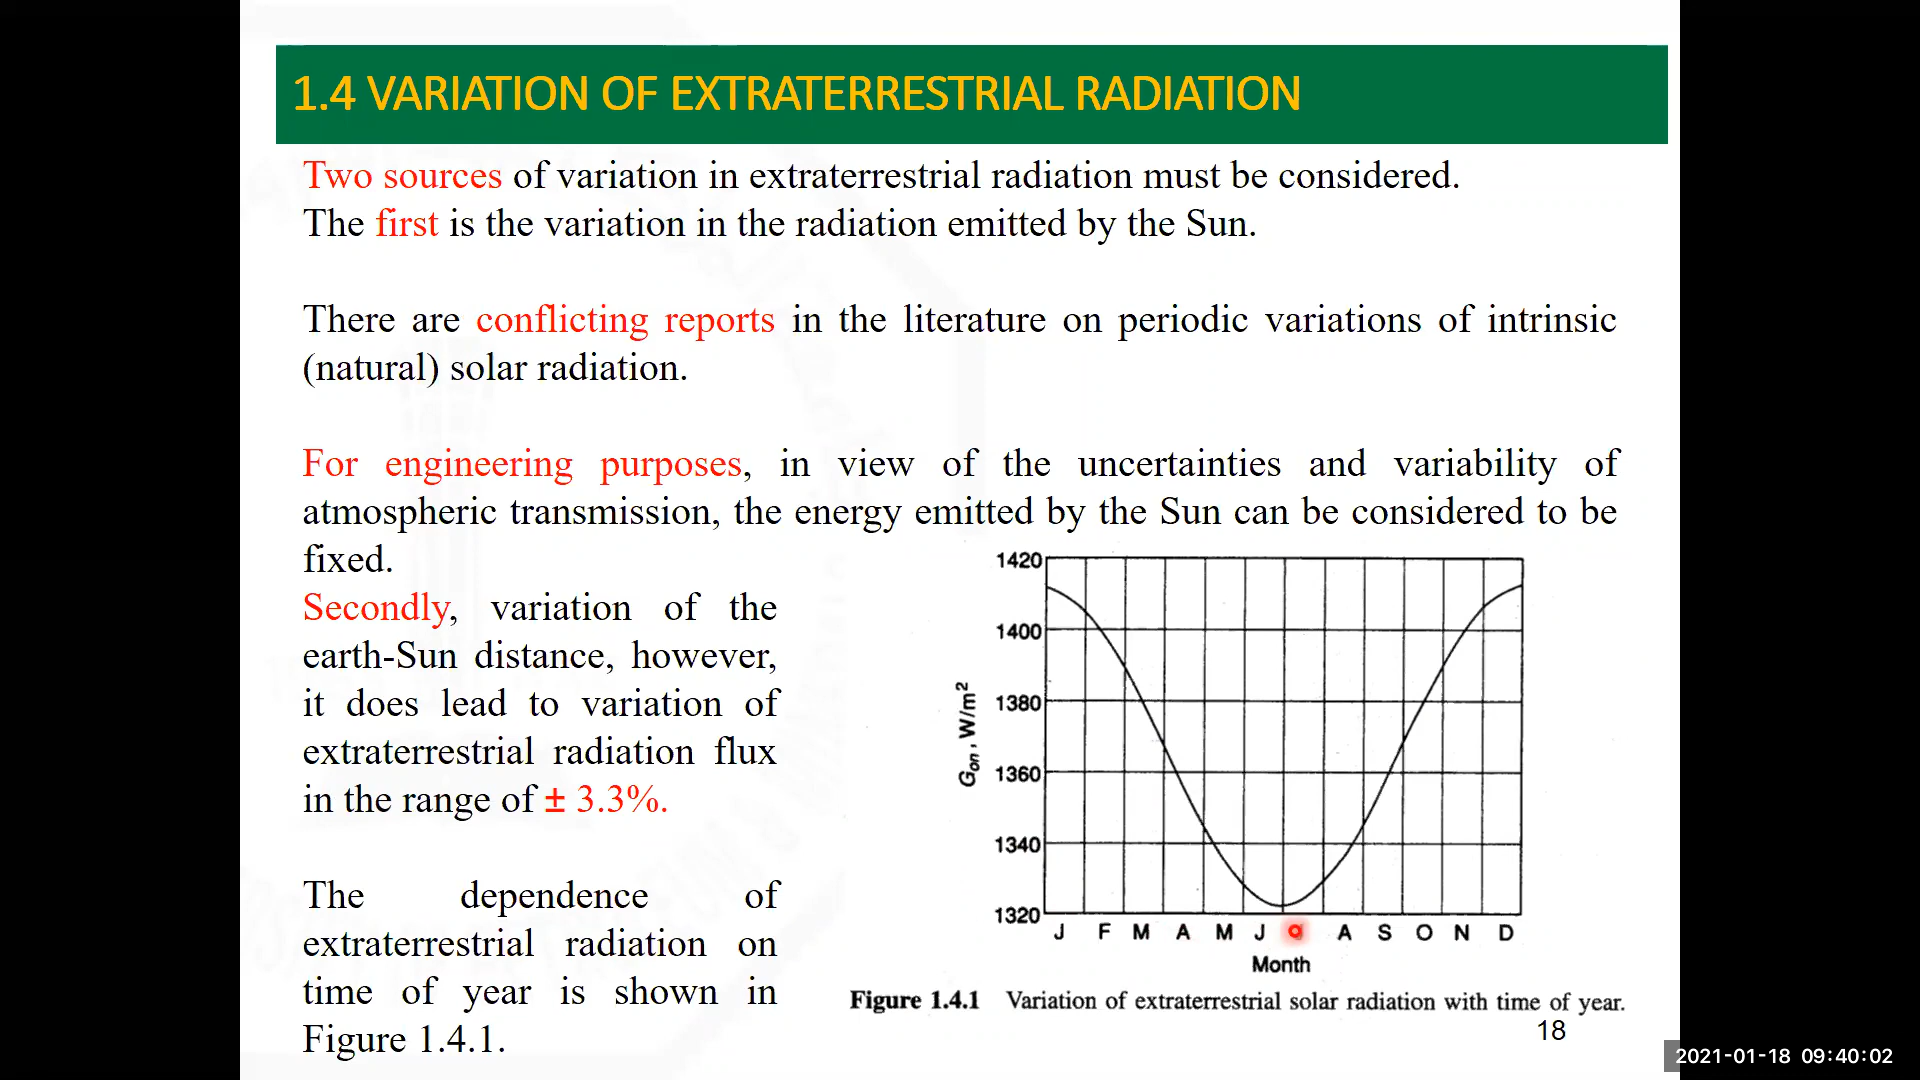 1.4 VARIATION OF EXTRATERRESTRIAL RADIATION
Two sources of variation in extraterrestrial radiation must be considered.
The first is the variation in the radiation emitted by the Sun.
There are conflicting reports in the literature on periodic variations of intrinsic
(natural) solar radiation.
For engineering purposes, in view of the uncertainties and variability of
atmospheric transmission, the energy emitted by the Sun can be considered to be
fixed.
Secondly, variation of the
earth-Sun distance, however,
it does lead to variation of
extraterrestrial radiation flux
in the range of ± 3.3%.
The dependence of
extraterrestrial radiation on
time of year is shown in
Figure 1.4.1.
1420
1400
1380
1360
1340
1320
Gon, W/m²
J F M A M J A S O N D
Month
Figure 1.4.1 Variation of extraterrestrial solar radiation with time of year.
18
2021-01-18 09:40:02